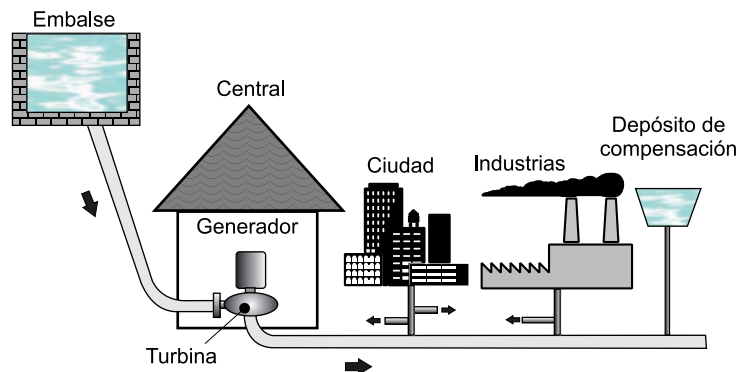 Embalse
Central
Generador
Turbina
Ciudad
Industrias
Depósito de
compensación